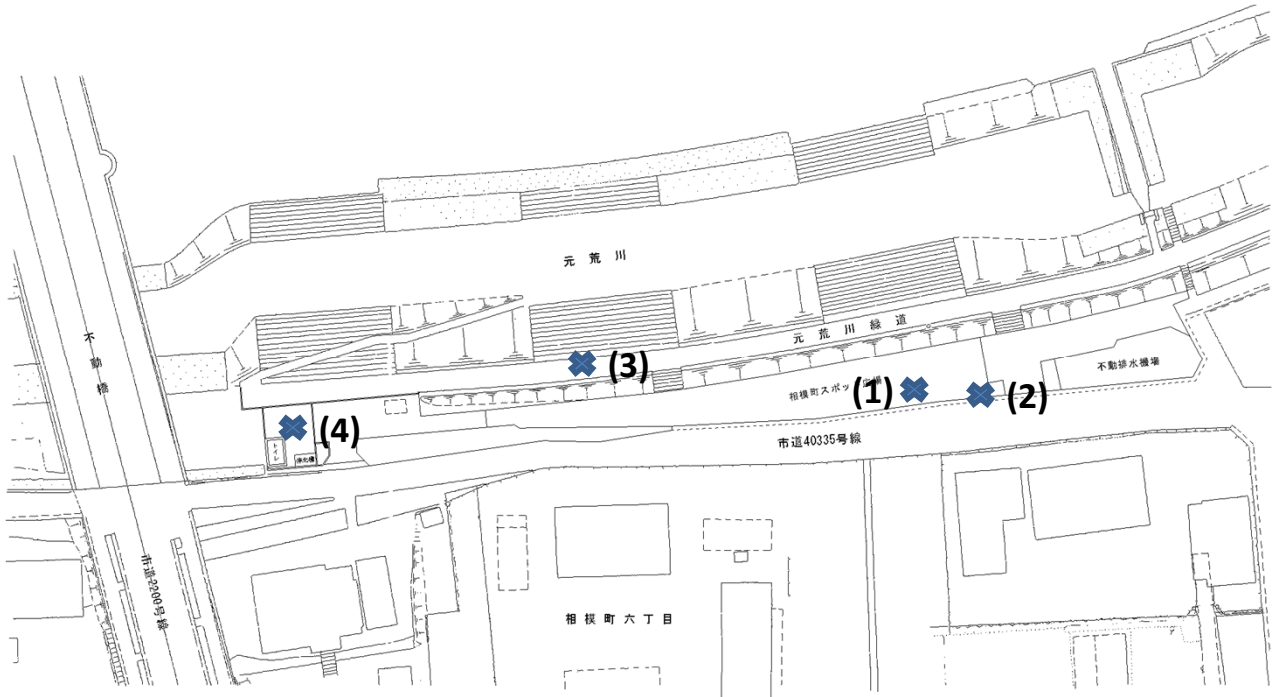 元荒川
不動橋
元荒川緑道
(3)
不動排水機場
相模町スポーツ広場
(1)
(2)
(4)
トイレ
浄化槽
市道40335号線
市道2200号線
相模町六丁目